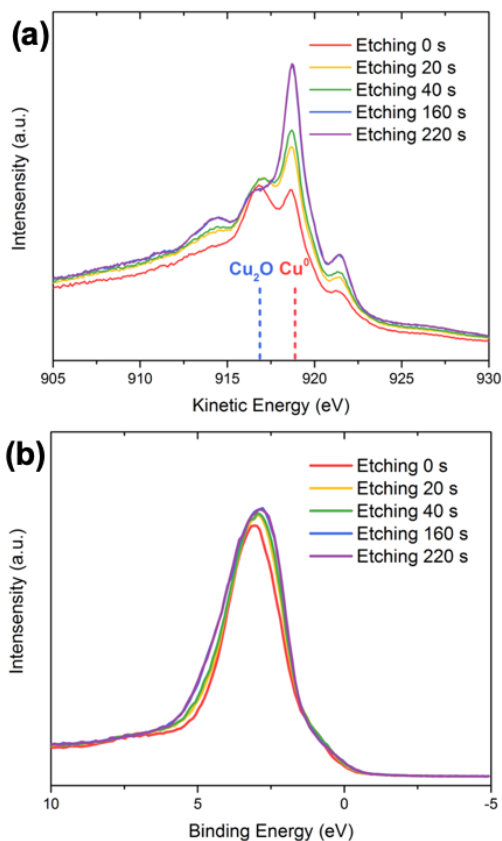 (a)
Intensensity (a.u.)
Etching 0 s
Etching 20 s
Etching 40 s
Etching 160 s
Etching 220 s
Cu₂O Cu⁰
905 910 915 920 925 930
Kinetic Energy (eV)
(b)
Intensensity (a.u.)
Etching 0 s
Etching 20 s
Etching 40 s
Etching 160 s
Etching 220 s
10 5 0 -5
Binding Energy (eV)